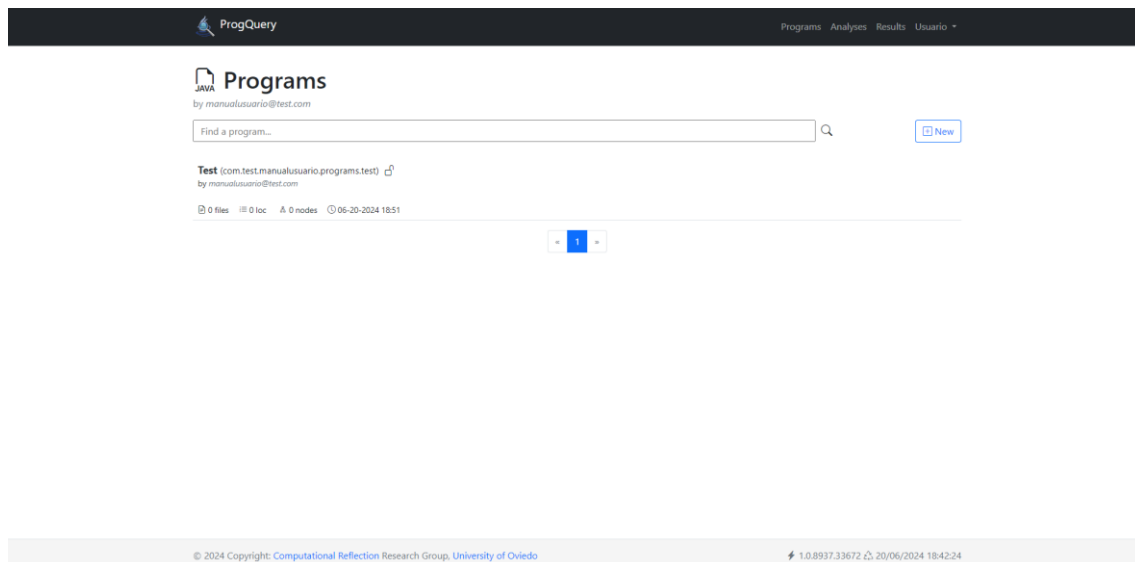 ProgQuery
Programs Analyses Results Usuario
JAVA
Programs
by manualusuario@test.com
Find a program...
New
Test (com.test.manualusuario.programs.test)
by manualusuario@test.com
0 files 0 loc 0 nodes 06-20-2024 18:51
« 1 »
© 2024 Copyright: Computational Reflection Research Group, University of Oviedo
1.0.8937.33672 20/06/2024 18:42:24